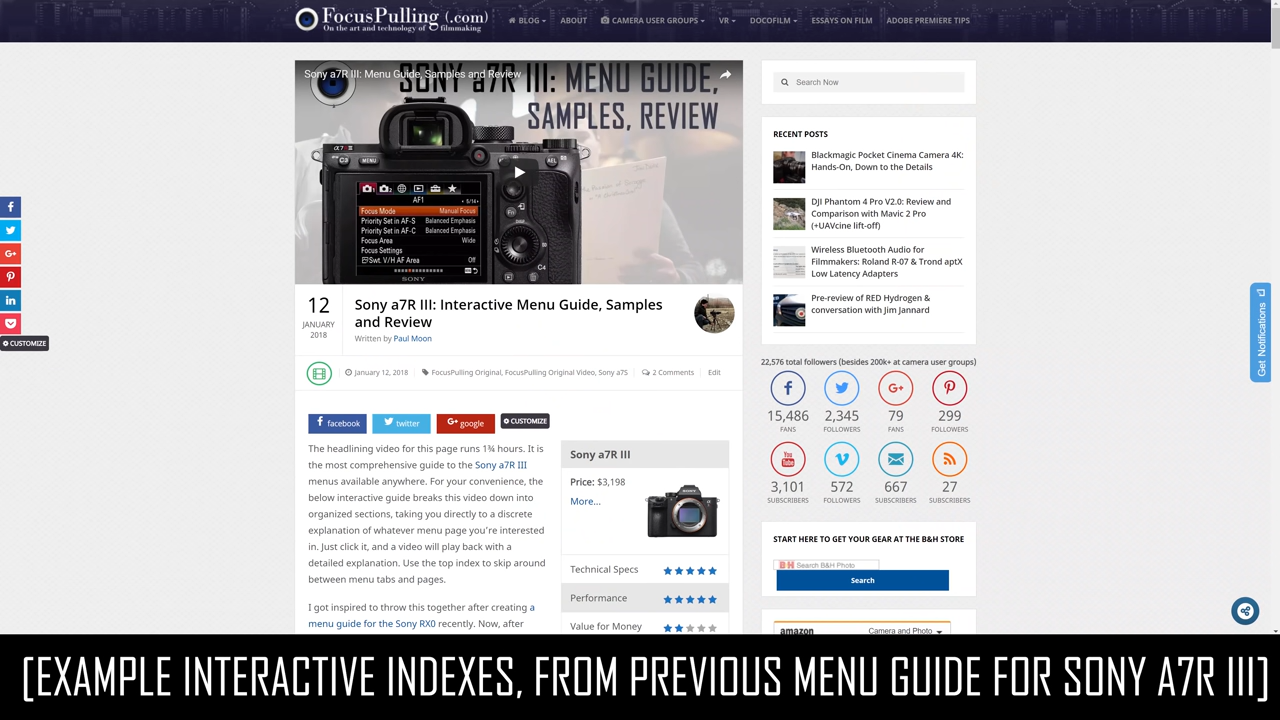 FocusPulling (.com)
On the art and technology of filmmaking
BLOG
ABOUT
CAMERA USER GROUPS
VR
DOCOFILM
ESSAYS ON FILM
ADOBE PREMIERE TIPS
Sony a7R III: Menu Guide, Samples and Review
SONY a7R III: MENU GUIDE,
SAMPLES, REVIEW
α7RIII
C3
MENU
AEL
AF1
5/14
Focus Mode Manual Focus
Priority Set in AF-S Balanced Emphasis
Priority Set in AF-C Balanced Emphasis
Focus Area Wide
Focus Settings
Swt. V/H AF Area Off
Fn
C4
SONY
12
JANUARY
2018
Sony a7R III: Interactive Menu Guide, Samples
and Review
Written by Paul Moon
January 12, 2018
FocusPulling Original, FocusPulling Original Video, Sony a7S
2 Comments
Edit
facebook
twitter
G+ google
CUSTOMIZE
The headlining video for this page runs 1¾ hours. It is
the most comprehensive guide to the Sony a7R III
menus available anywhere. For your convenience, the
below interactive guide breaks this video down into
organized sections, taking you directly to a discrete
explanation of whatever menu page you're interested
in. Just click it, and a video will play back with a
detailed explanation. Use the top index to skip around
between menu tabs and pages.
I got inspired to throw this together after creating a
menu guide for the Sony RX0 recently. Now, after
Sony a7R III
Price: $3,198
More...
Technical Specs
Performance
Value for Money
Search Now
RECENT POSTS
Blackmagic Pocket Cinema Camera 4K:
Hands-On, Down to the Details
DJI Phantom 4 Pro V2.0: Review and
Comparison with Mavic 2 Pro
(+UAVcine lift-off)
Wireless Bluetooth Audio for
Filmmakers: Roland R-07 & Trond aptX
Low Latency Adapters
Pre-review of RED Hydrogen &
conversation with Jim Jannard
22,576 total followers (besides 200k+ at camera user groups)
15,486
FANS
2,345
FOLLOWERS
79
FANS
299
FOLLOWERS
3,101
SUBSCRIBERS
572
FOLLOWERS
667
SUBSCRIBERS
27
SUBSCRIBERS
START HERE TO GET YOUR GEAR AT THE B&H STORE
B&H Search B&H Photo
Search
amazon
Camera and Photo
CUSTOMIZE
Get Notifications
[EXAMPLE INTERACTIVE INDEXES, FROM PREVIOUS MENU GUIDE FOR SONY A7R III]